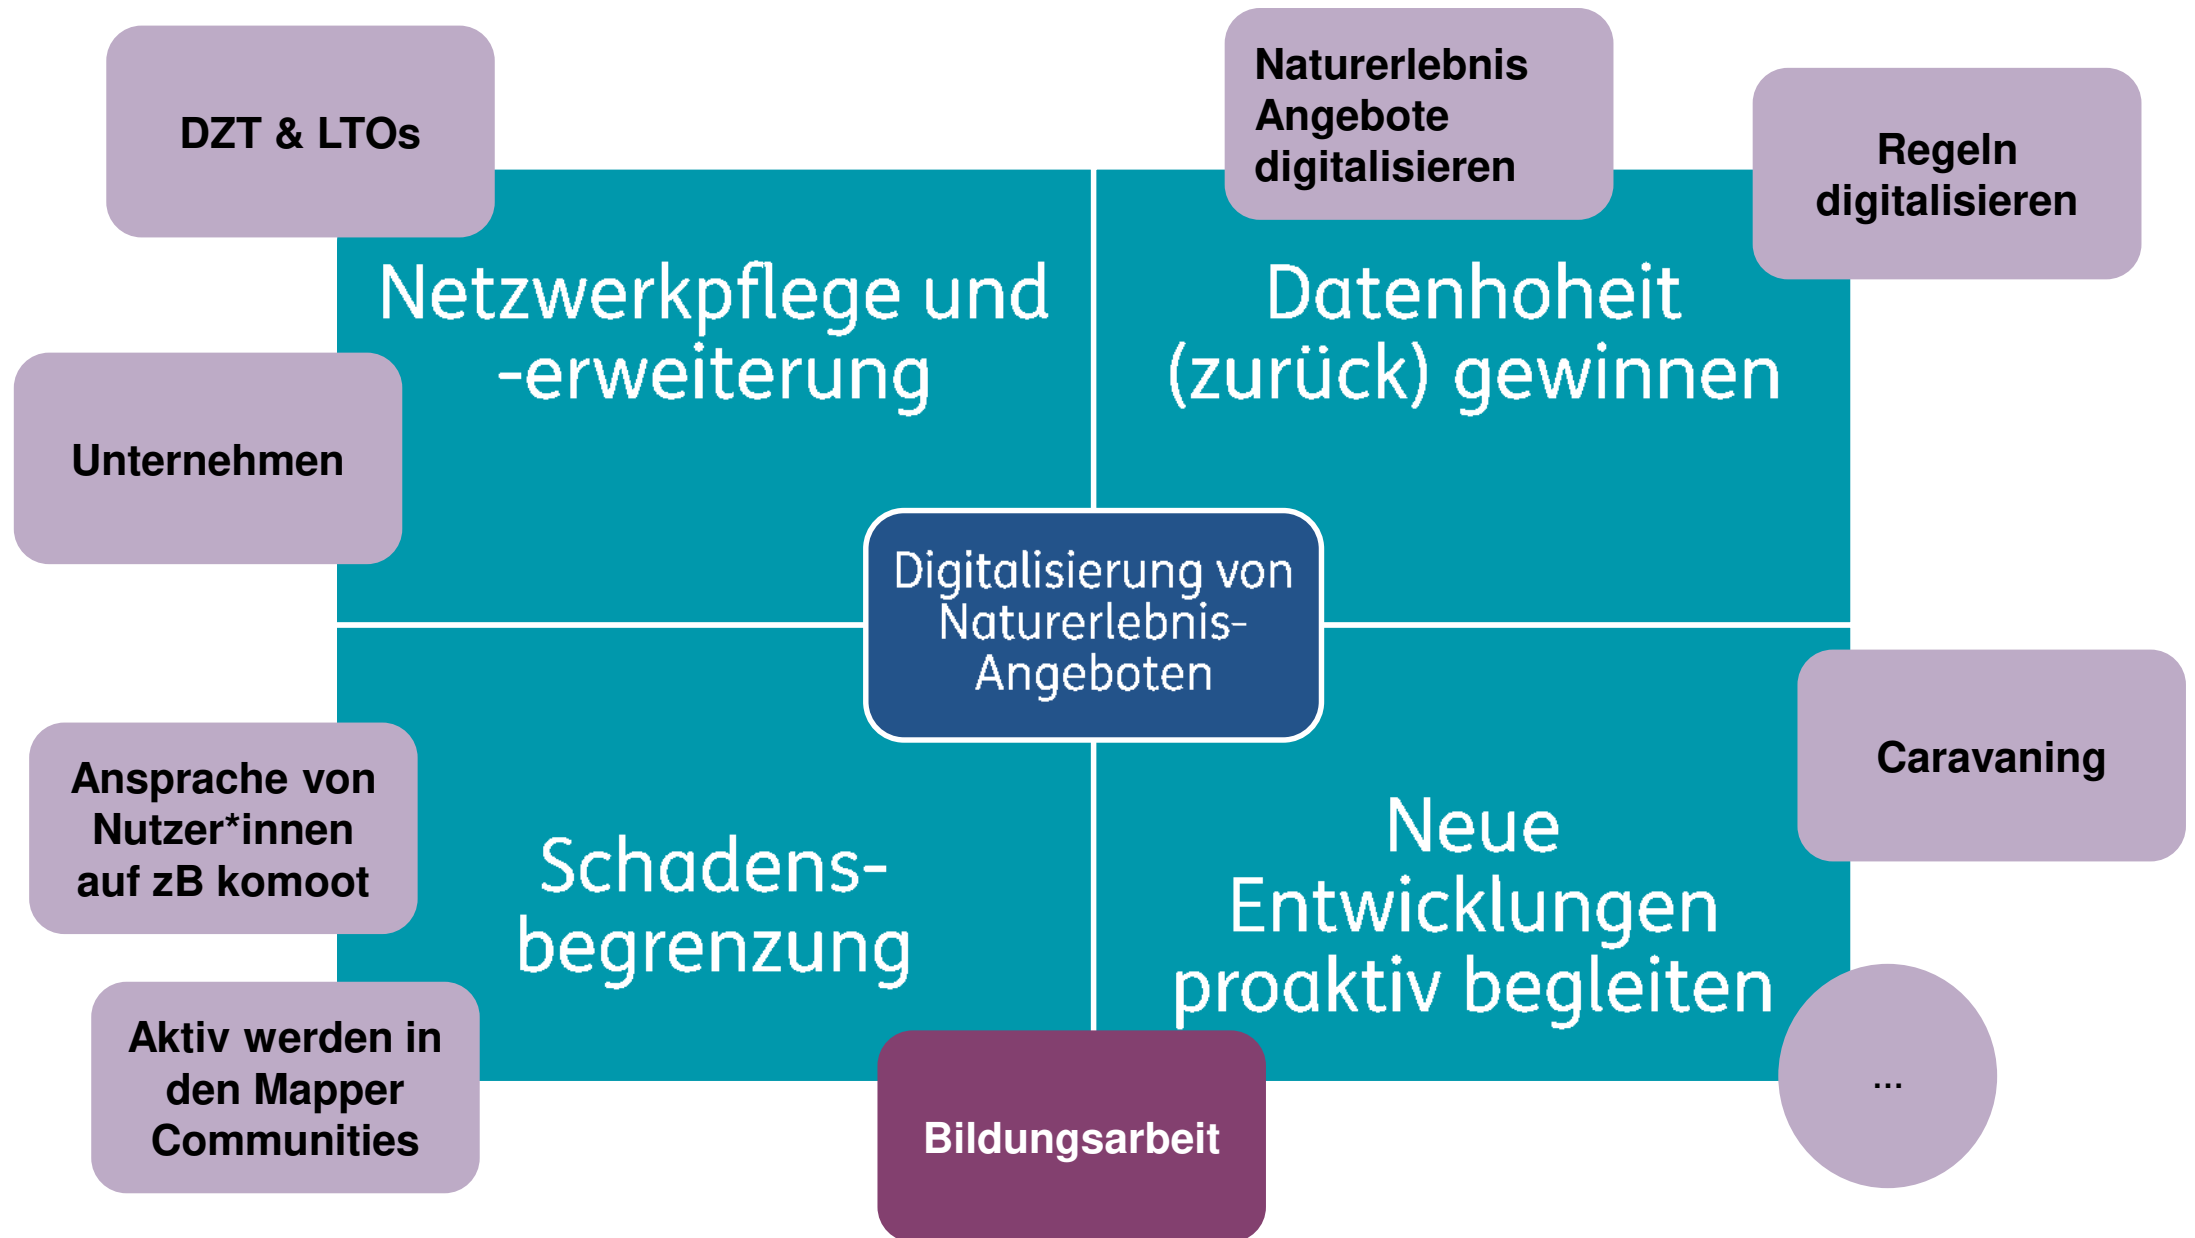 DZT & LTOs
Naturerlebnis
Angebote
digitalisieren
Regeln
digitalisieren
Netzwerkpflege und
-erweiterung
Datenhoheit
(zurück) gewinnen
Unternehmen
Digitalisierung von
Naturerlebnis-
Angeboten
Ansprache von
Nutzer*innen
auf zB komoot
Schadens-
begrenzung
Neue
Entwicklungen
proaktiv begleiten
Caravaning
Aktiv werden in
den Mapper
Communities
Bildungsarbeit
...